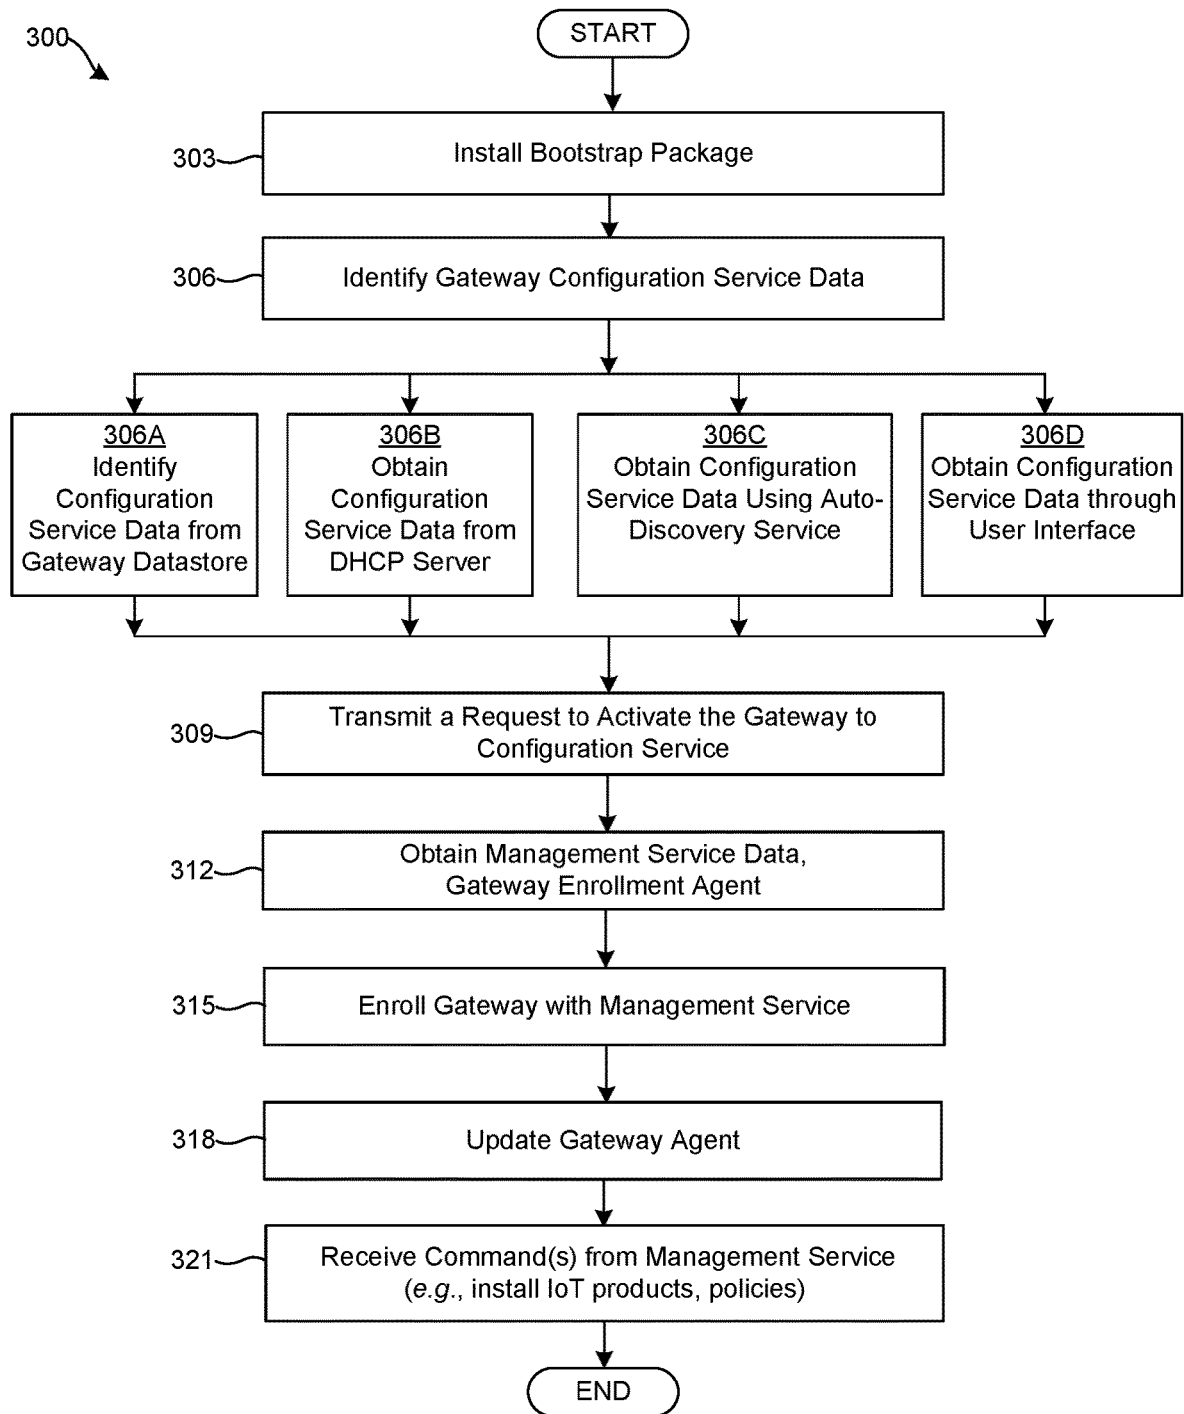 300
START
303
Install Bootstrap Package
306
Identify Gateway Configuration Service Data
306A
Identify
Configuration
Service Data from
Gateway Datastore
306B
Obtain
Configuration
Service Data from
DHCP Server
306C
Obtain Configuration
Service Data Using Auto-
Discovery Service
306D
Obtain Configuration
Service Data through
User Interface
309
Transmit a Request to Activate the Gateway to
Configuration Service
312
Obtain Management Service Data,
Gateway Enrollment Agent
315
Enroll Gateway with Management Service
318
Update Gateway Agent
321
Receive Command(s) from Management Service
(e.g., install IoT products, policies)
END